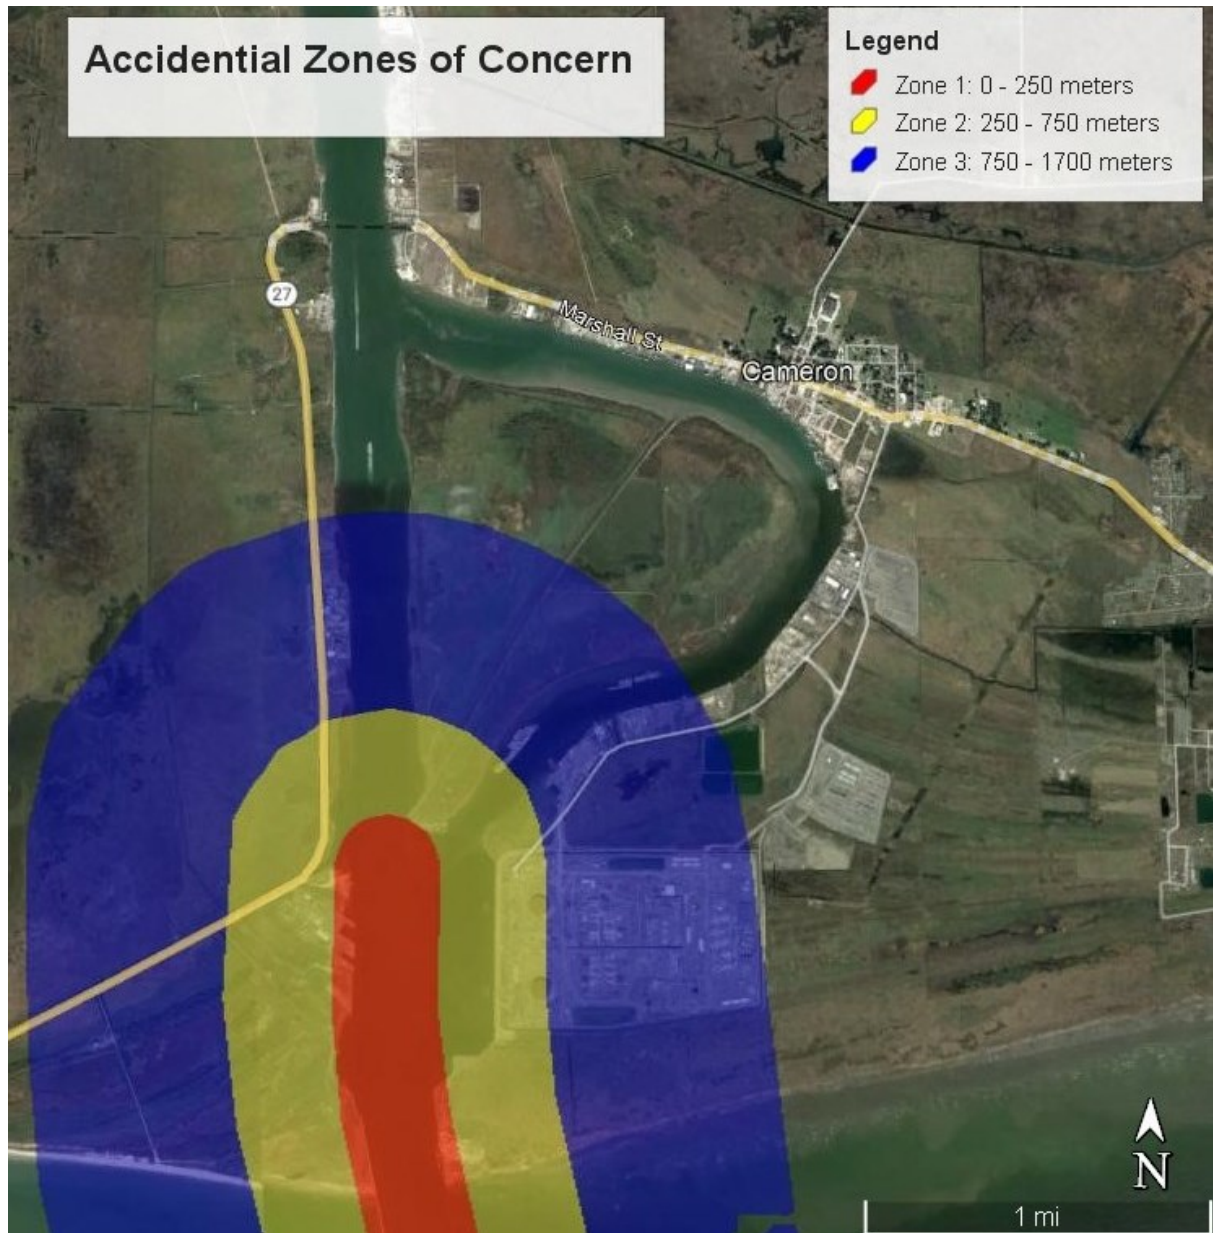 Accidential Zones of Concern
Legend
Zone 1: 0 - 250 meters
Zone 2: 250 - 750 meters
Zone 3: 750 - 1700 meters
27
Marshall St
Cameron
N
1 mi